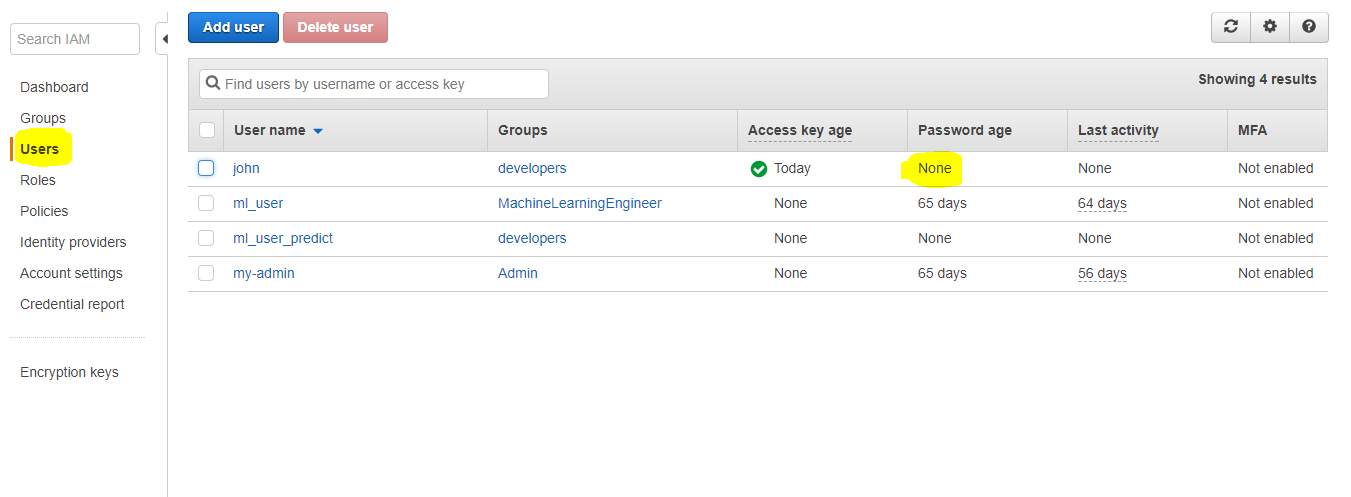 Add user Delete user
Search IAM
Find users by username or access key Showing 4 results
Dashboard
Groups
Users
Roles
Policies
Identity providers
Account settings
Credential report
Encryption keys
User name Groups Access key age Password age Last activity MFA
john developers Today None None Not enabled
ml_user MachineLearningEngineer None 65 days 64 days Not enabled
ml_user_predict developers None None None Not enabled
my-admin Admin None 65 days 56 days Not enabled